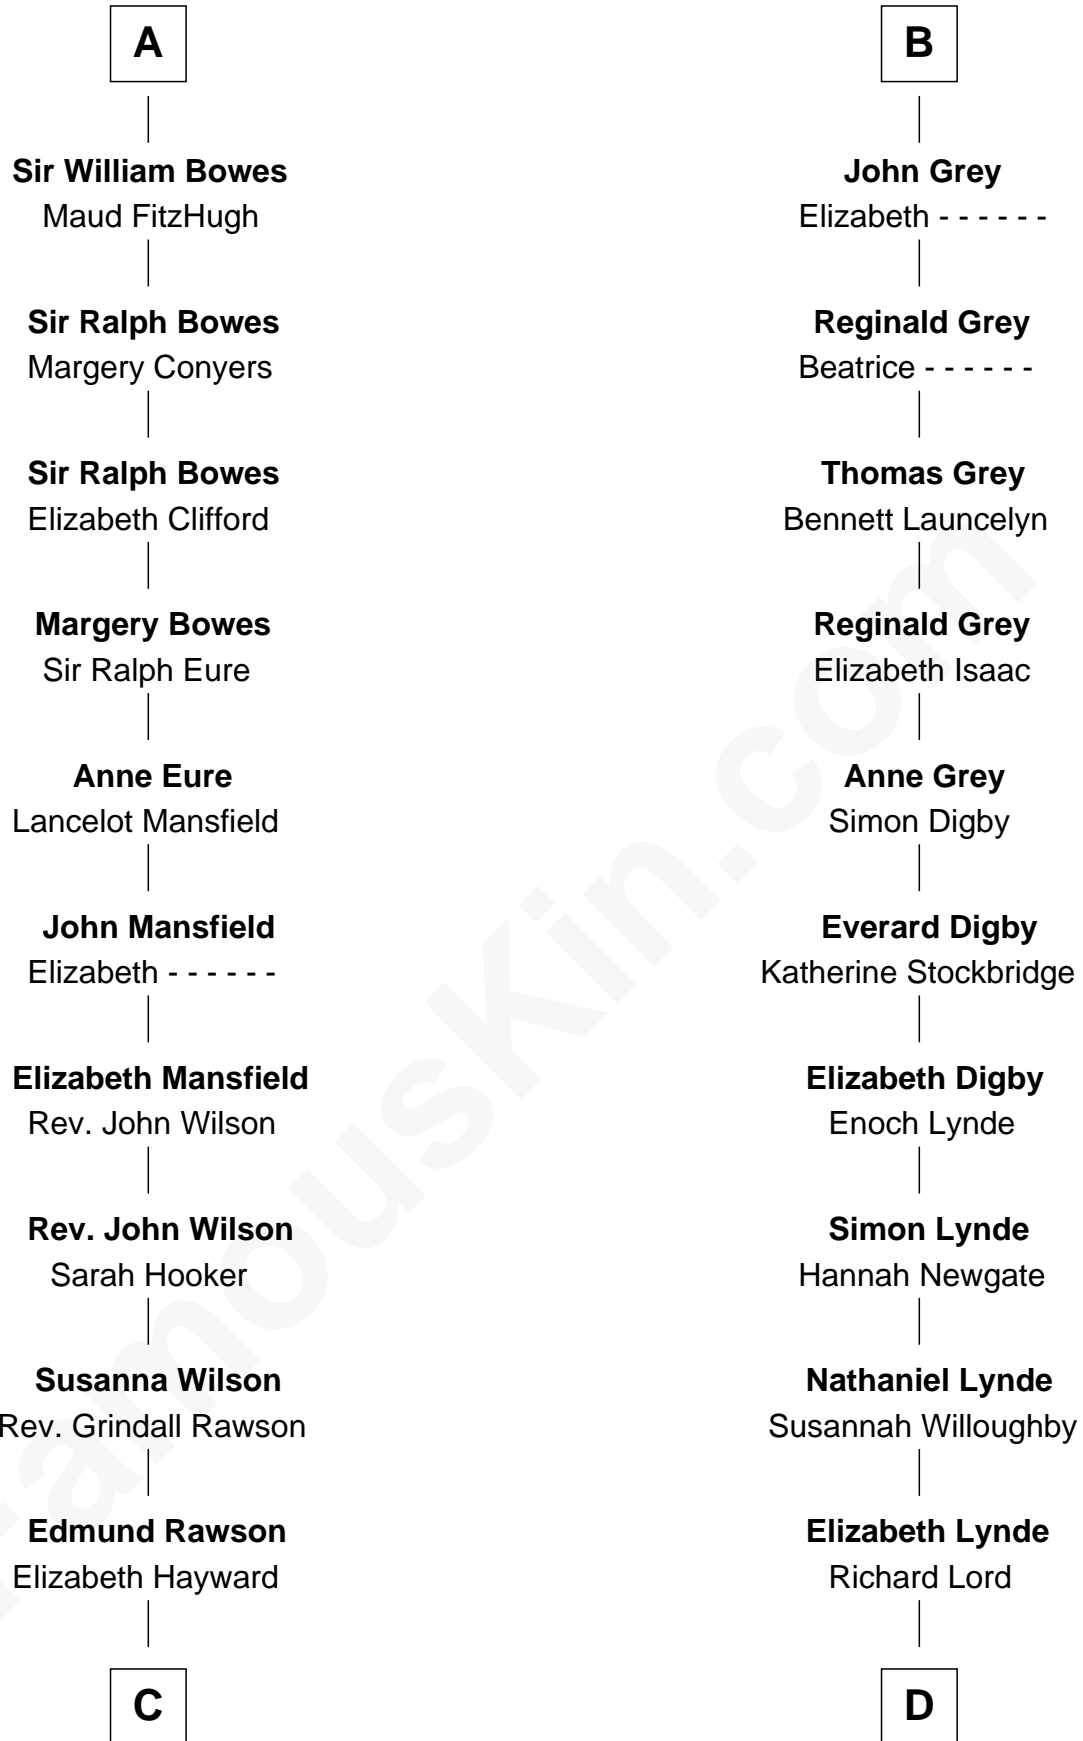 A
Sir William Bowes
Maud FitzHugh
Sir Ralph Bowes
Margery Conyers
Sir Ralph Bowes
Elizabeth Clifford
Margery Bowes
Sir Ralph Eure
Anne Eure
Lancelot Mansfield
John Mansfield
Elizabeth - - - - - -
Elizabeth Mansfield
Rev. John Wilson
Rev. John Wilson
Sarah Hooker
Susanna Wilson
Rev. Grindall Rawson
Edmund Rawson
Elizabeth Hayward
C
B
John Grey
Elizabeth - - - - - -
Reginald Grey
Beatrice - - - - - -
Thomas Grey
Bennett Launcelyn
Reginald Grey
Elizabeth Isaac
Anne Grey
Simon Digby
Everard Digby
Katherine Stockbridge
Elizabeth Digby
Enoch Lynde
Simon Lynde
Hannah Newgate
Nathaniel Lynde
Susannah Willoughby
Elizabeth Lynde
Richard Lord
D
FamousKin.com